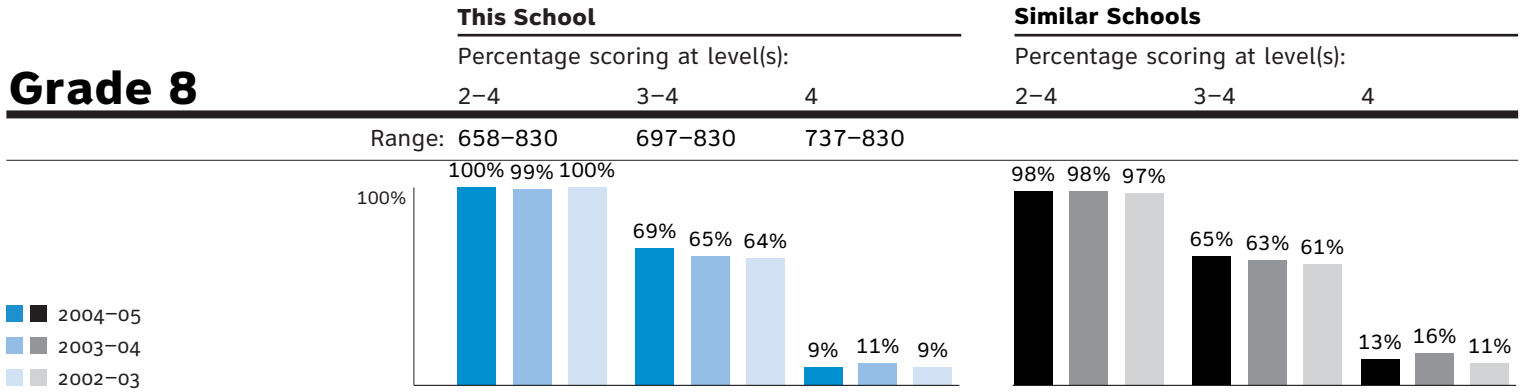 This School Similar Schools
Percentage scoring at level(s): Percentage scoring at level(s):
Grade 8 2–4 3–4 4 2–4 3–4 4
Range: 658–830 697–830 737–830
100% 99% 100% 98% 98% 97%
100%
69% 65% 64% 65% 63% 61%
9% 11% 9% 13% 16% 11%
2004–05
2003–04
2002–03